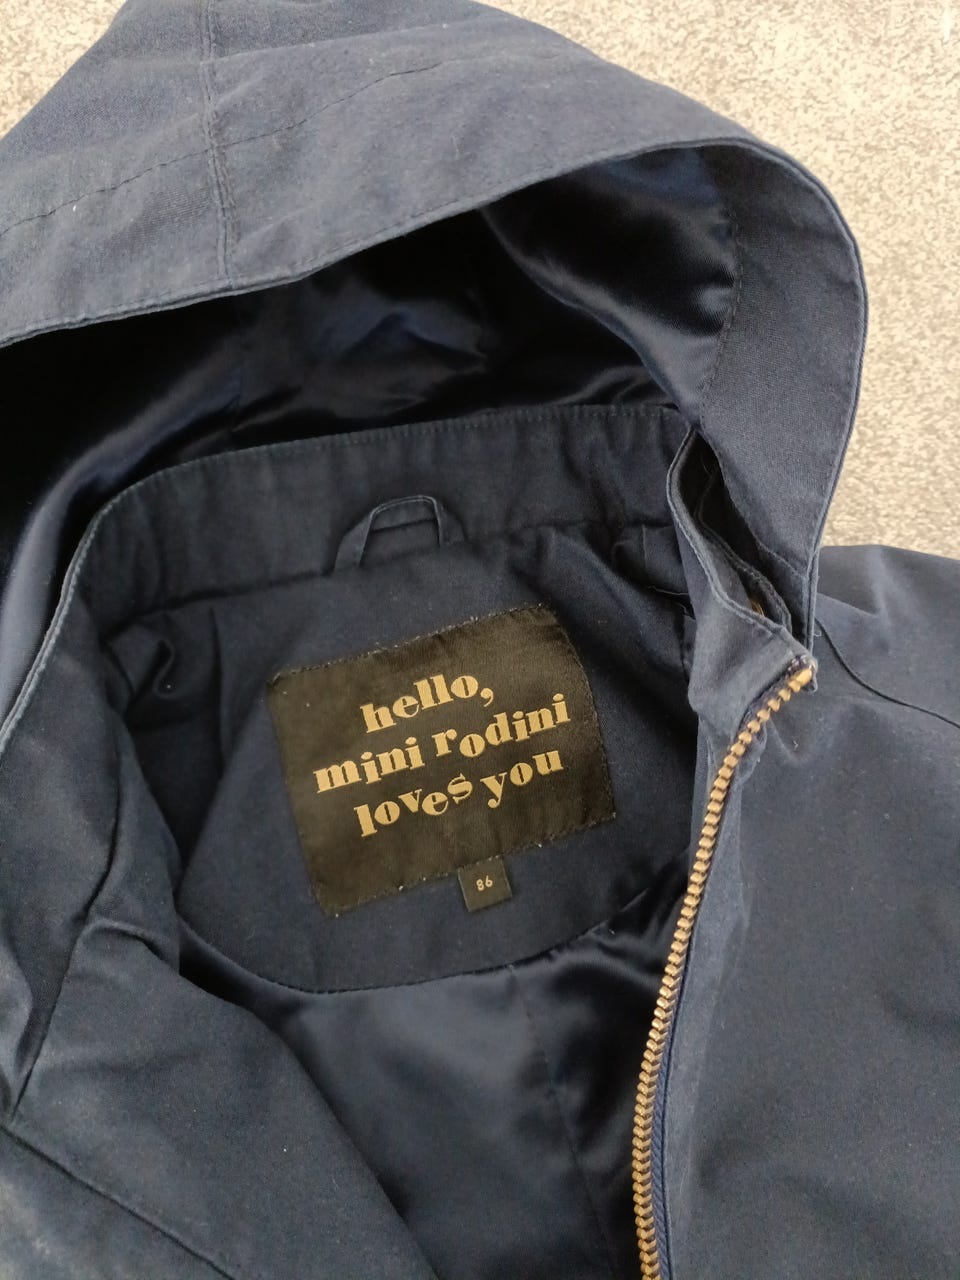 hello,
mini rodini
loves you
86